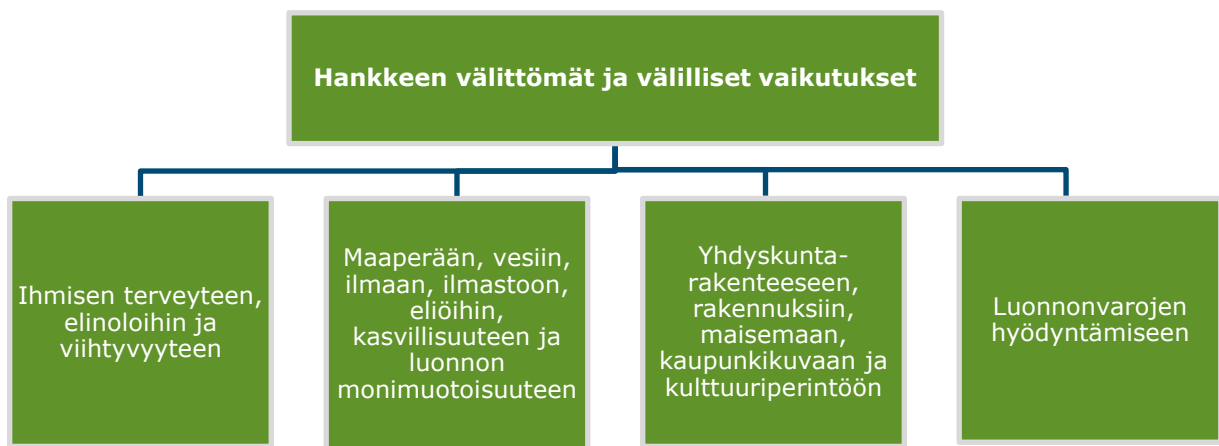 Hankkeen välittömät ja välilliset vaikutukset
Ihmisen terveyteen,
elinoloihin ja
viihtyvyyteen
Maaperään, vesiin,
ilmaan, ilmastoon,
eliöihin,
kasvillisuuteen ja
luonnon
monimuotoisuuteen
Yhdyskunta-
rakenteeseen,
rakennuksiin,
maisemaan,
kaupunkikuvaan ja
kulttuuriperintöön
Luonnonvarojen
hyödyntämiseen